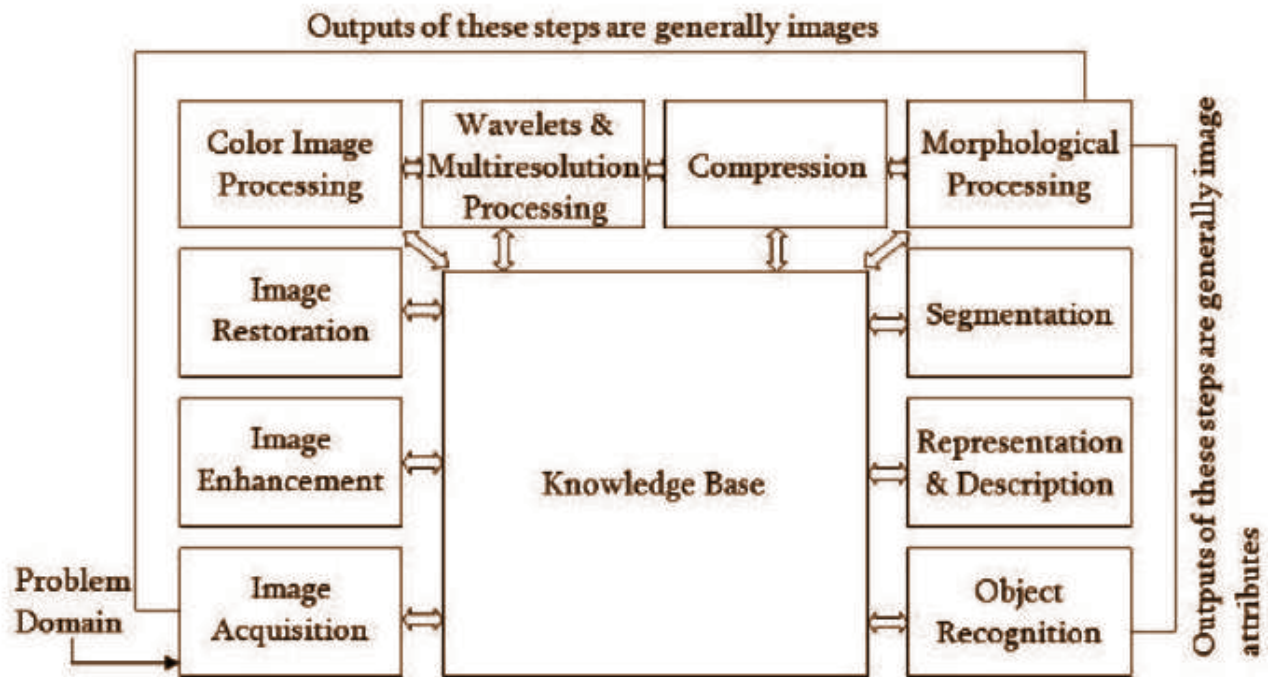 Outputs of these steps are generally images
Color Image
Processing
Wavelets &
Multiresolution
Processing
Compression
Morphological
Processing
Image
Restoration
Segmentation
Image
Enhancement
Knowledge Base
Representation
& Description
Problem
Domain
Image
Acquisition
Object
Recognition
Outputs of these steps are generally image
attributes